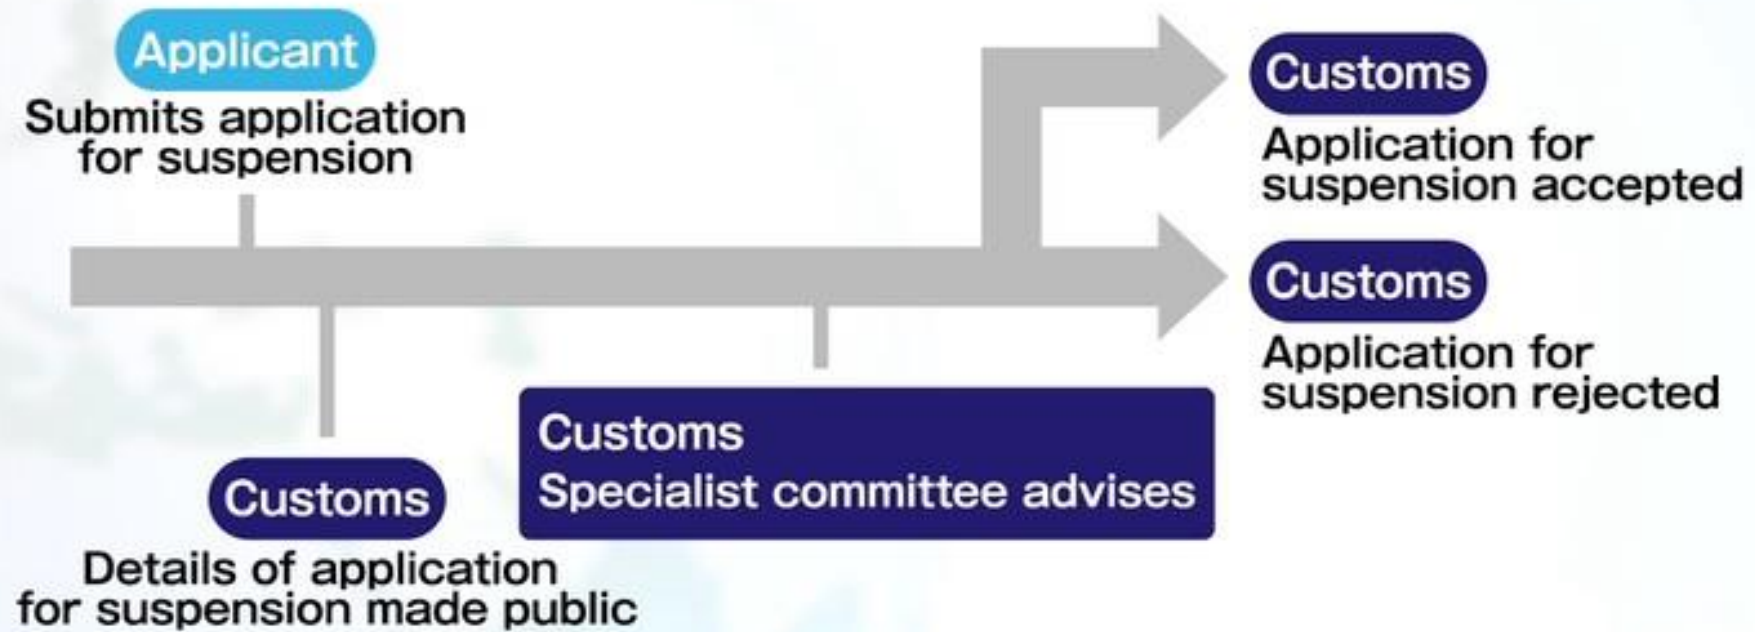 Applicant
Submits application
for suspension
Customs
Details of application
for suspension made public
Customs
Specialist committee advises
Customs
Application for
suspension accepted
Customs
Application for
suspension rejected